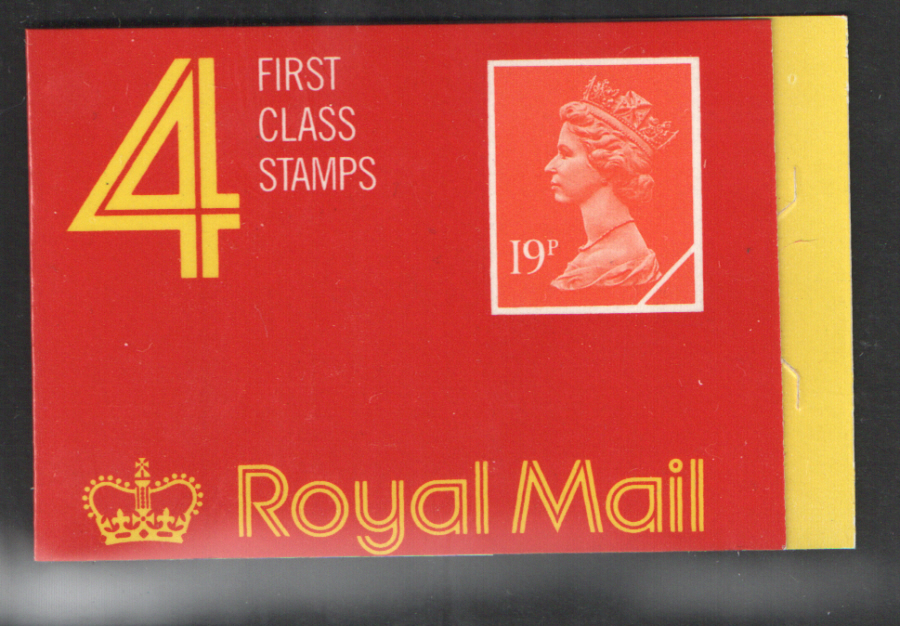 4
FIRST
CLASS
STAMPS
19P
Royal Mail